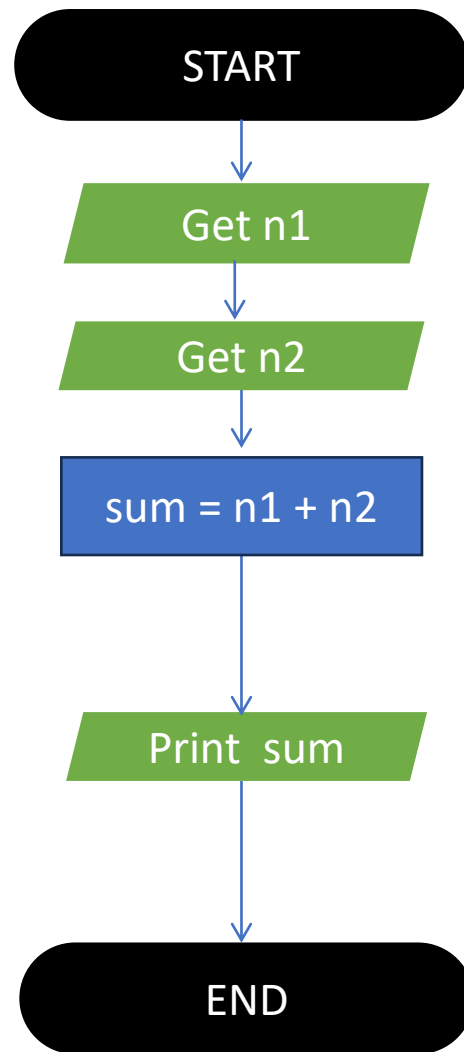 START
Get n1
Get n2
sum = n1 + n2
Print  sum
END